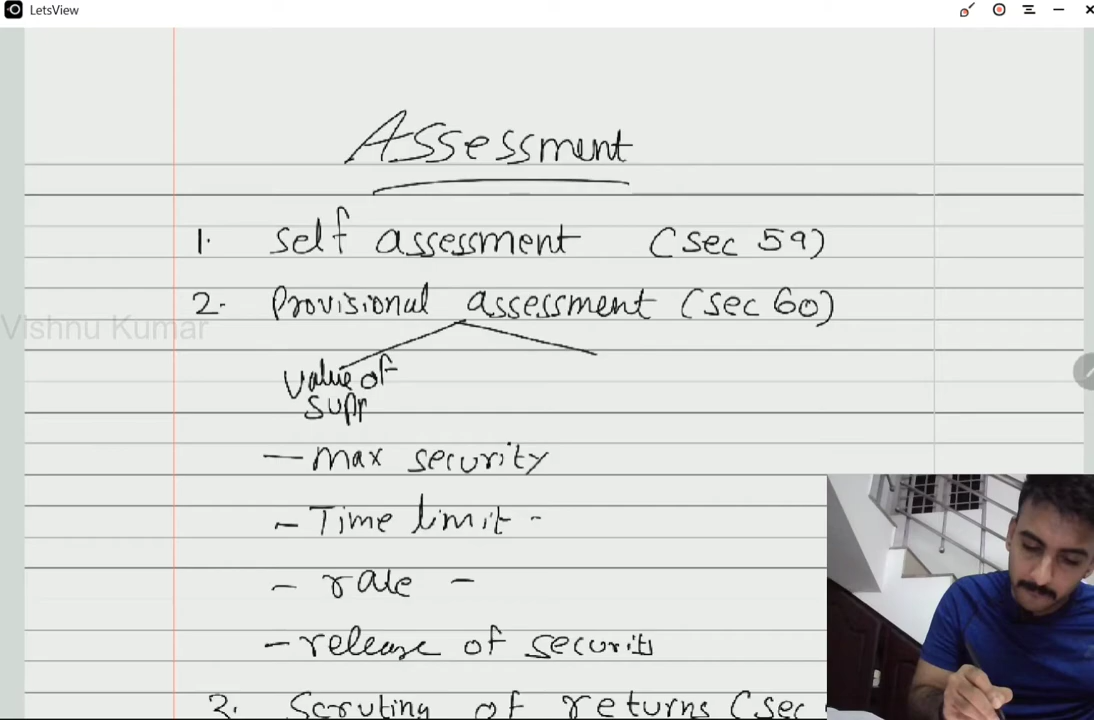 LetsView
Assessment
1. self assessment (sec 59)
2. Provisional assessment (sec 60)
Vishnu Kumar
Value of
supp
- max security
- Time limit -
- rate -
- release of securiti
3. Scrutiny of returns (sec